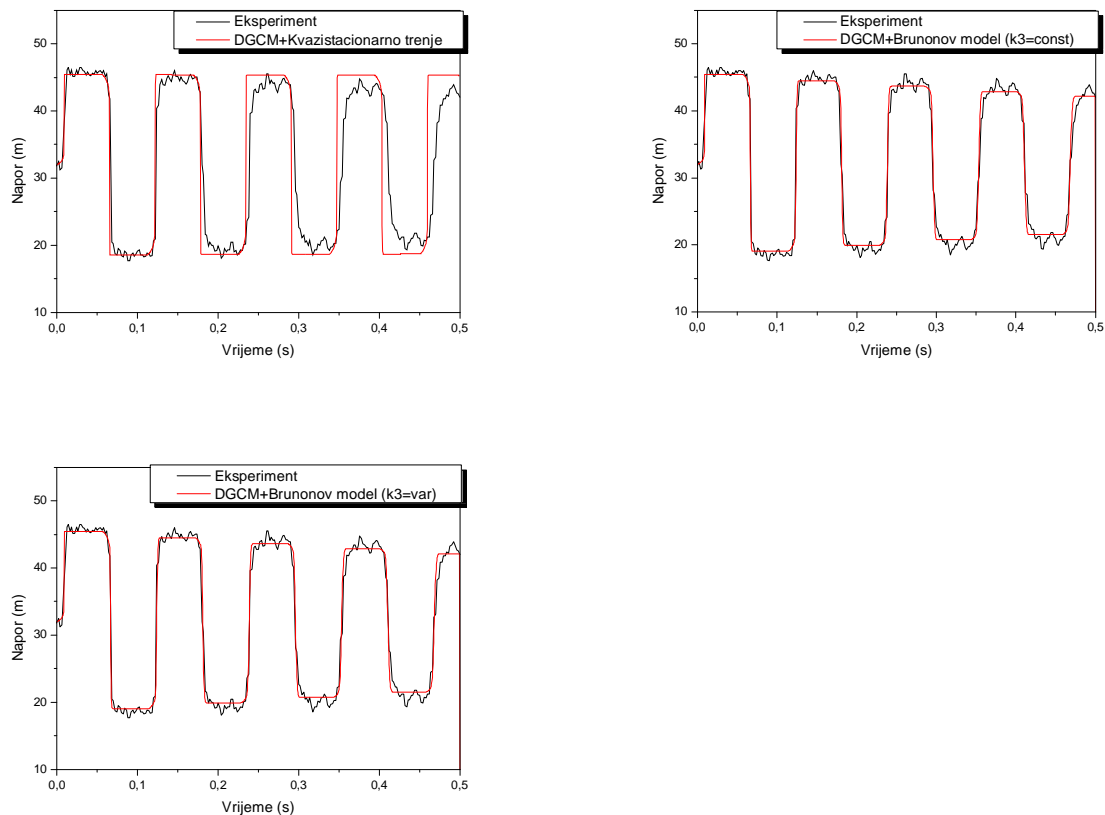 Eksperiment
DGCM+Kvazistacionarno trenje
55
50
40
30
20
10
0,0
0,1
0,2
0,3
0,4
0,5
Napor (m)
Vrijeme (s)
Eksperiment
DGCM+Brunonov model (k3=const)
50
40
30
20
10
0,0
0,1
0,2
0,3
0,4
0,5
Napor (m)
Vrijeme (s)
Eksperiment
DGCM+Brunonov model (k3=var)
50
40
30
20
10
0,0
0,1
0,2
0,3
0,4
0,5
Napor (m)
Vrijeme (s)